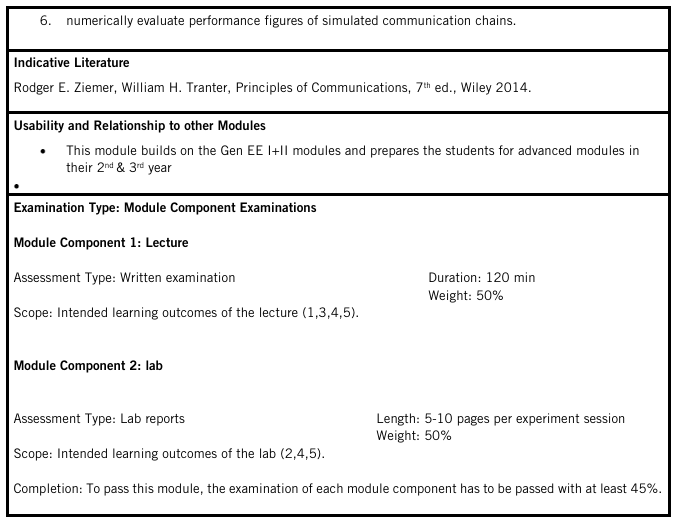 6. numerically evaluate performance figures of simulated communication chains.
Indicative Literature
Rodger E. Ziemer, William H. Tranter, Principles of Communications, 7th ed., Wiley 2014.
Usability and Relationship to other Modules
• This module builds on the Gen EE I+II modules and prepares the students for advanced modules in
their 2nd & 3rd year
•
Examination Type: Module Component Examinations
Module Component 1: Lecture
Assessment Type: Written examination Duration: 120 min
Weight: 50%
Scope: Intended learning outcomes of the lecture (1,3,4,5).
Module Component 2: lab
Assessment Type: Lab reports Length: 5-10 pages per experiment session
Weight: 50%
Scope: Intended learning outcomes of the lab (2,4,5).
Completion: To pass this module, the examination of each module component has to be passed with at least 45%.